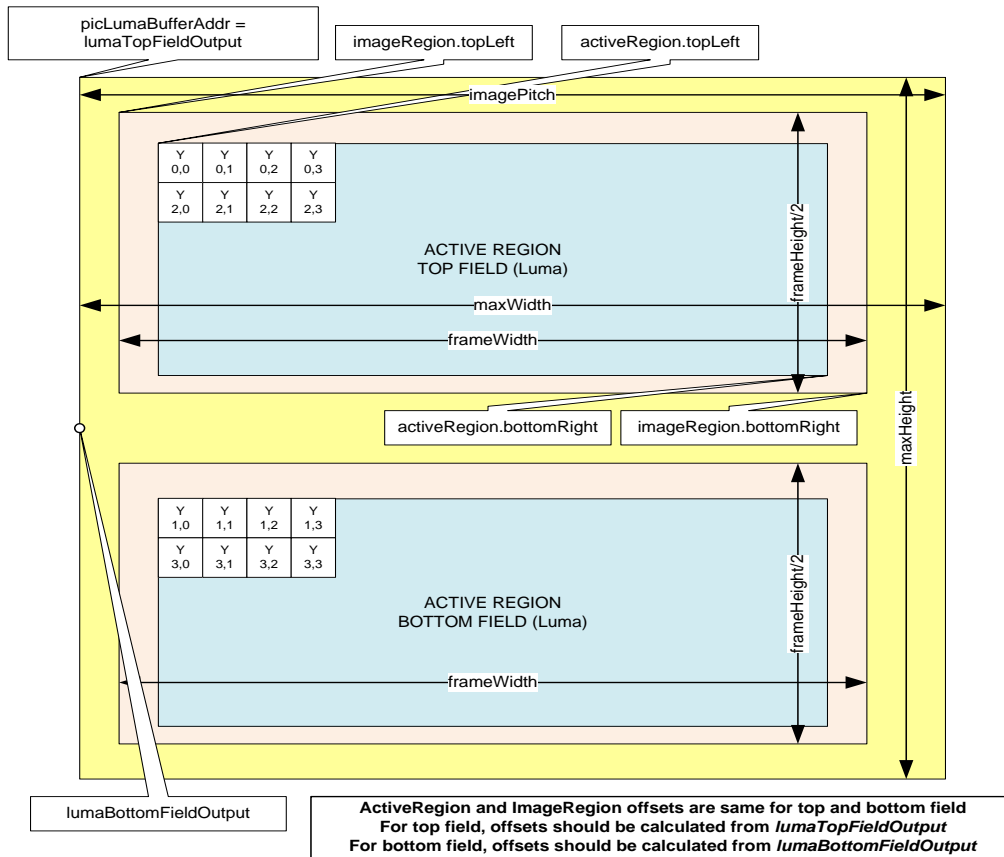 picLumaBufferAddr =
lumaTopFieldOutput
imageRegion.topLeft
activeRegion.topLeft
imagePitch
Y Y Y Y
0,0 0,1 0,2 0,3
Y Y Y Y
2,0 2,1 2,2 2,3
frameHeight/2
ACTIVE REGION
TOP FIELD (Luma)
maxWidth
frameWidth
activeRegion.bottomRight
imageRegion.bottomRight
maxHeight
Y Y Y Y
1,0 1,1 1,2 1,3
Y Y Y Y
3,0 3,1 3,2 3,3
frameHeight/2
ACTIVE REGION
BOTTOM FIELD (Luma)
frameWidth
lumaBottomFieldOutput
ActiveRegion and ImageRegion offsets are same for top and bottom field
For top field, offsets should be calculated from lumaTopFieldOutput
For bottom field, offsets should be calculated from lumaBottomFieldOutput